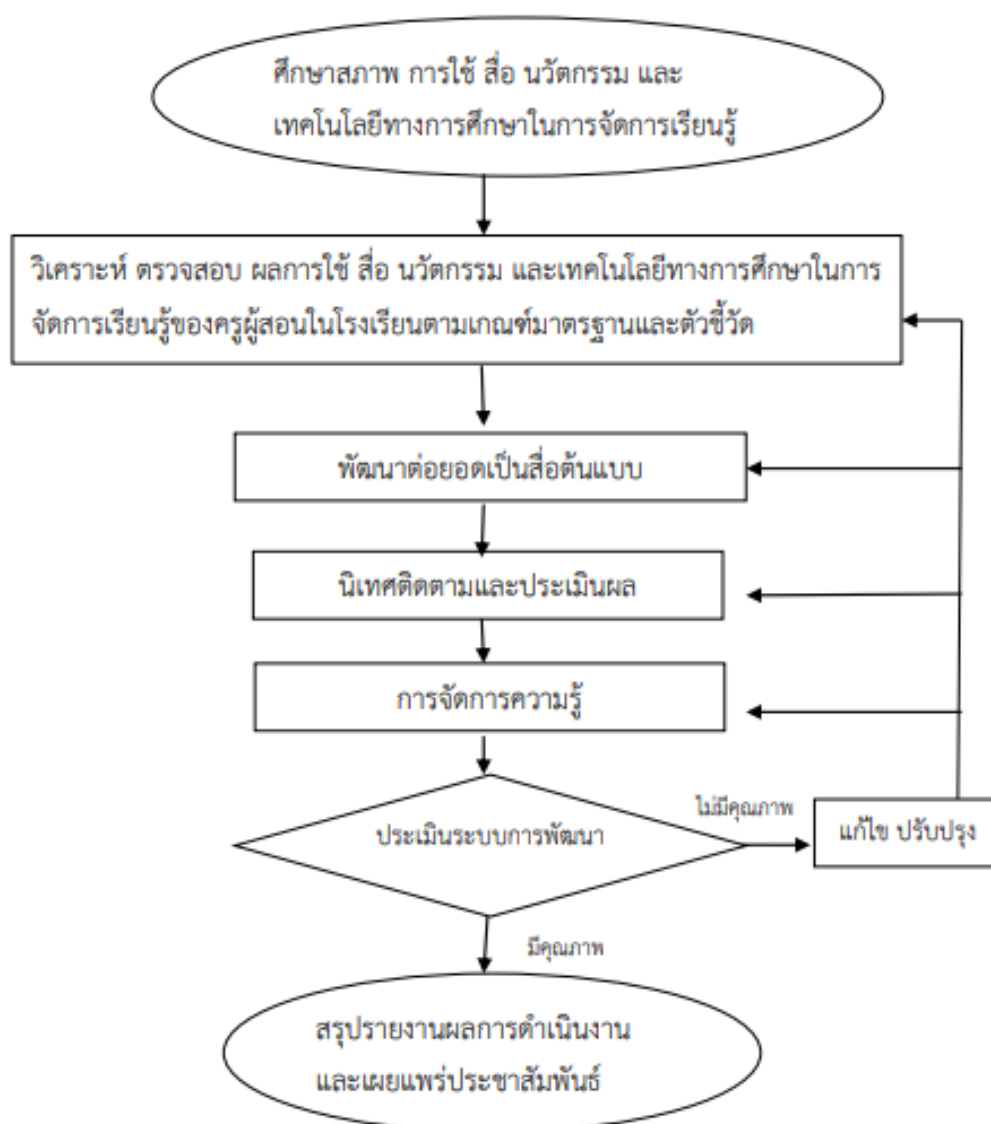 ศึกษาสภาพ การใช้ สื่อ นวัตกรรม และ
เทคโนโลยีทางการศึกษาในการจัดการเรียนรู้
วิเคราะห์ ตรวจสอบ ผลการใช้ สื่อ นวัตกรรม และเทคโนโลยีทางการศึกษาในการ
จัดการเรียนรู้ของครูผู้สอนในโรงเรียนตามเกณฑ์มาตรฐานและตัวชี้วัด
พัฒนาต่อยอดเป็นสื่อต้นแบบ
นิเทศติดตามและประเมินผล
การจัดการความรู้
ประเมินระบบการพัฒนา
ไม่มีคุณภาพ
แก้ไข ปรับปรุง
มีคุณภาพ
สรุปรายงานผลการดำเนินงาน
และเผยแพร่ประชาสัมพันธ์